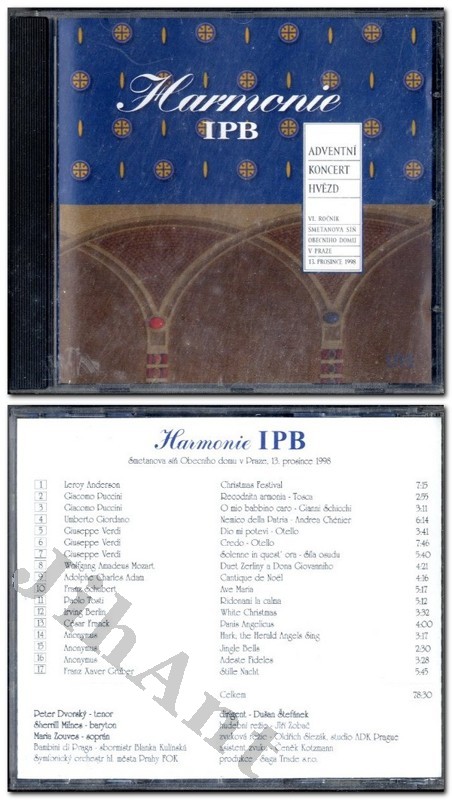 Harmonie
IPB
ADVENTNÍ
KONCERT
HVĚZD
VI. ROČNÍK
SMETANOVA SÍŇ
OBECNÍHO DOMU
V PRAZE
13. PROSINCE 1998
Harmonie IPB
Smetanova síň Obecního domu v Praze, 13. prosince 1998
1 Leroy Anderson Christmas Festival 7:15
2 Giacomo Puccini Riccodnita armonia - Tosca 2:55
3 Giacomo Puccini O mio babbino caro - Gianni Schicchi 3:11
4 Umberto Giordano Nemico della Patria - Andrea Chénier 6:14
5 Giuseppe Verdi Dio mi potevi - Otello 3:41
6 Giuseppe Verdi Credo - Otello 7:46
7 Giuseppe Verdi Solenne in quest' ora - Síla osudu 5:40
8 Wolfgang Amadeus Mozart Duet Zerliny a Dona Giovanniho 4:21
9 Adolphe Charles Adam Cantique de Noël 4:16
10 Franz Schubert Ave Maria 5:17
11 Paolo Tosti Ridonami la calma 5:12
12 Irving Berlin White Christmas 3:32
13 César Franck Panis Angelicus 4:00
14 Anonymus Hark, the Herald Angels Sing 3:17
15 Anonymus Jingle Bells 2:30
16 Anonymus Adeste Fideles 3:28
17 Franz Xaver Gruber Stille Nacht 5:45
Celkem 78:30
Peter Dvorský - tenor
Sherrill Milnes - baryton
Maria Zouves - soprán
Bambini di Praga - sbormistr Blanka Kulínská
Symfonický orchestr hl. města Prahy FOK
dirigent - Dušan Štefánek
hudební režie - Jiří Zobač
zvuková režie - Oldřich Slezák, studio ADK Prague
asistent zvuku - Čeněk Kotzmann
produkce - Saga Trade s.r.o.
JihAnt